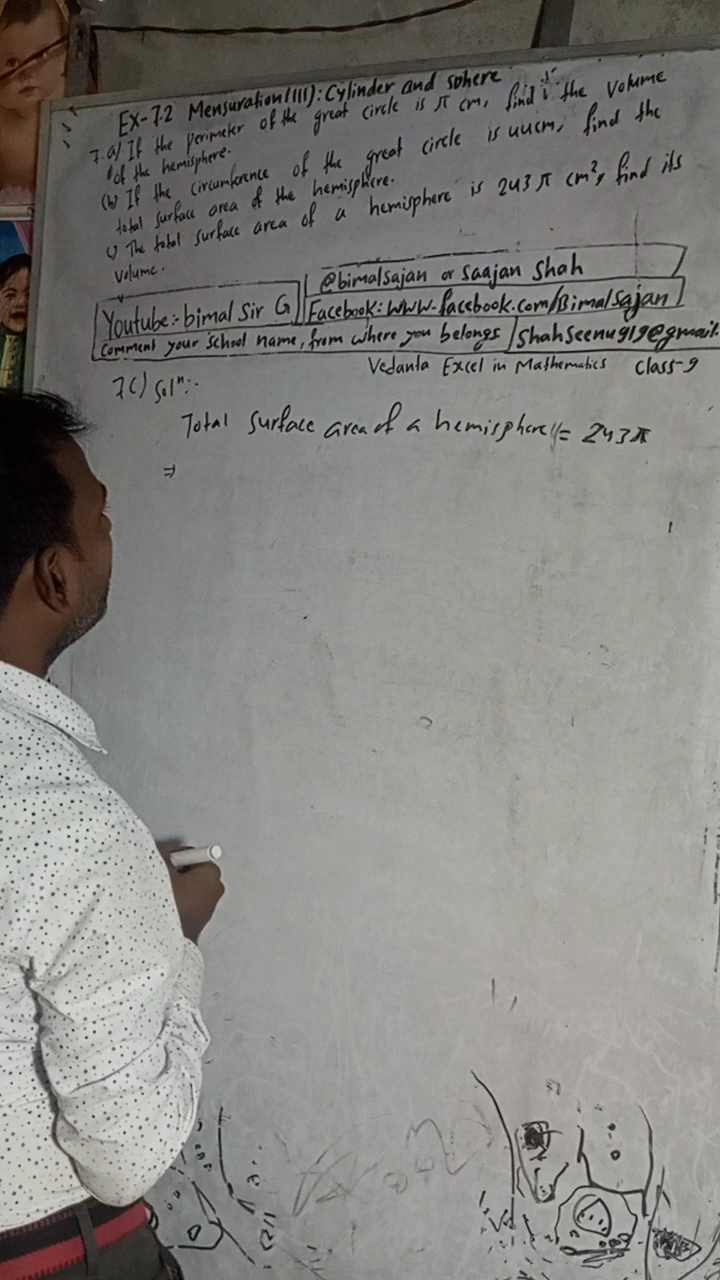 Ex-7.2 Mensuration(III): Cylinder and sphere
7.a) If the perimeter of the great circle is π cm, find the volume
of the hemisphere.
(b) If the circumference of the great circle is 44cm, find the
total surface area of the hemisphere.
c) The total surface area of a hemisphere is 243π cm², find its
volume.
@bimalsajan or Saajan Shah
Youtube:- bimal Sir G
Facebook: www.facebook.com/Bimalsajan
Comment your school name, from where you belongs
Shahseenu919@gmail.
Vedanta Excel in Mathematics Class-9
7c) Solⁿ:-
Total Surface area of a hemisphere = 243π
⇒